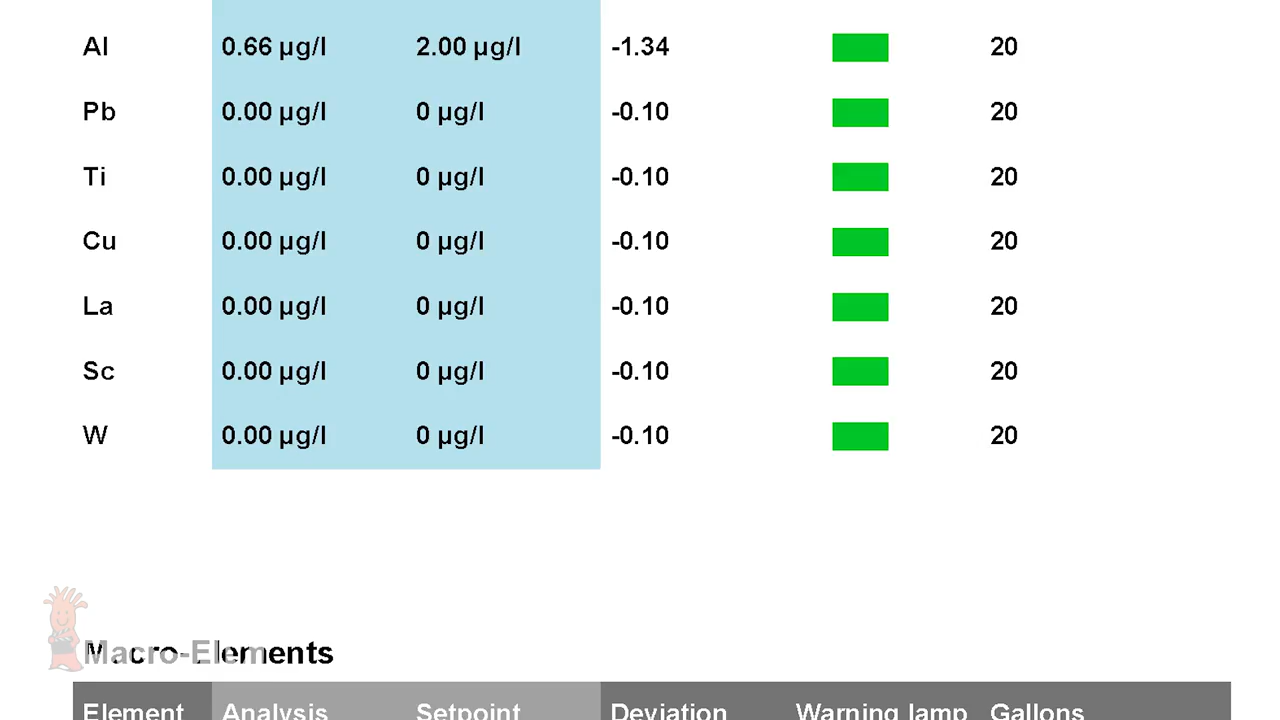 Al 0.66 µg/l 2.00 µg/l -1.34 20
Pb 0.00 µg/l 0 µg/l -0.10 20
Ti 0.00 µg/l 0 µg/l -0.10 20
Cu 0.00 µg/l 0 µg/l -0.10 20
La 0.00 µg/l 0 µg/l -0.10 20
Sc 0.00 µg/l 0 µg/l -0.10 20
W 0.00 µg/l 0 µg/l -0.10 20
Macro-Elements
Element Analysis Setpoint Deviation Warning lamp Gallons